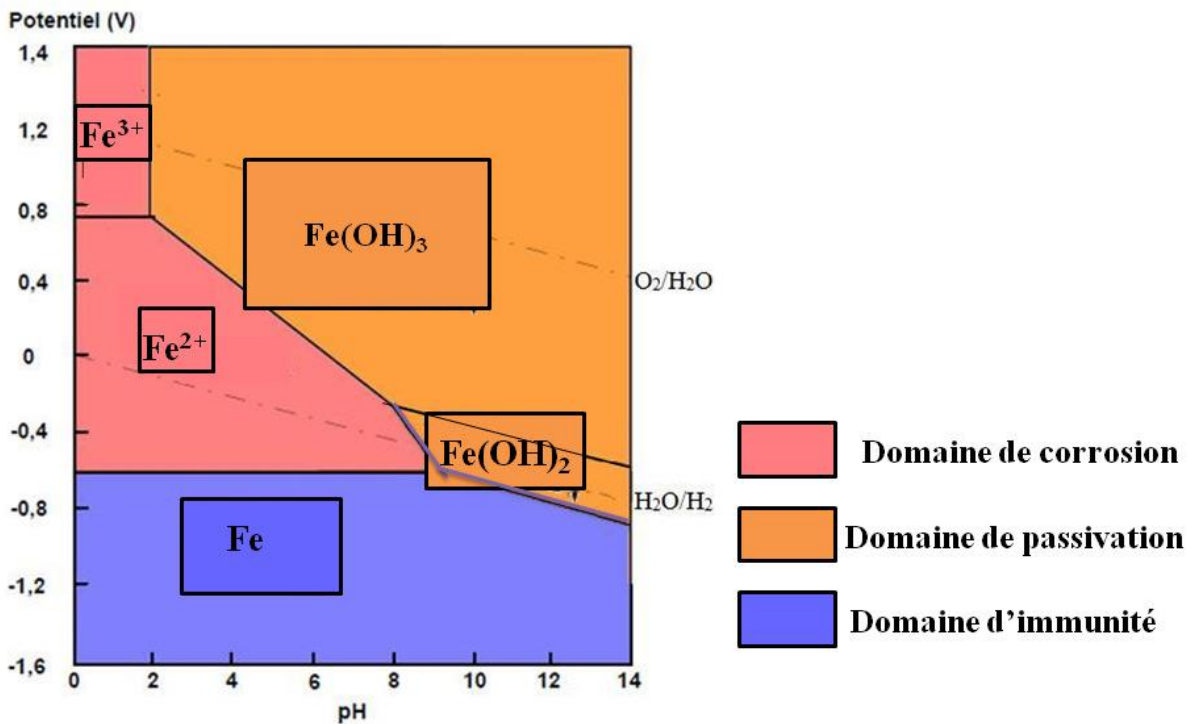 Potentiel (V)
1,4
1,2
0,8
0,4
0
-0,4
-0,8
-1,2
-1,6
0 2 4 6 8 10 12 14
pH
Fe³⁺
Fe(OH)₃
Fe²⁺
Fe(OH)₂
Fe
O₂/H₂O
H₂O/H₂
Domaine de corrosion
Domaine de passivation
Domaine d’immunité